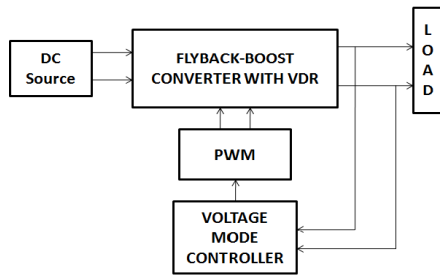 DC
Source
FLYBACK-BOOST
CONVERTER WITH VDR
L
O
A
D
PWM
VOLTAGE
MODE
CONTROLLER